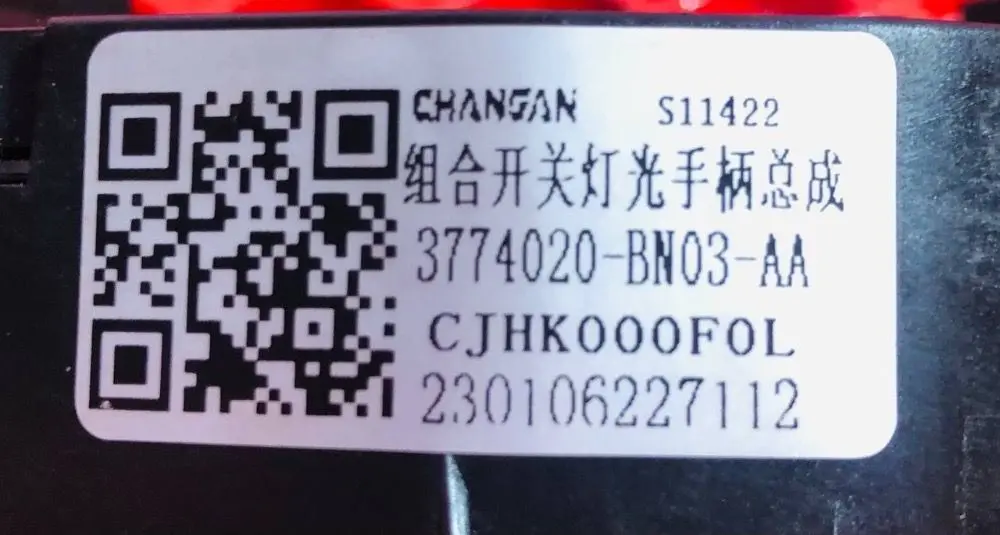 CHANGAN S11422
组合开关灯光手柄总成
3774020-BN03-AA
CJHK000F0L
230106227112